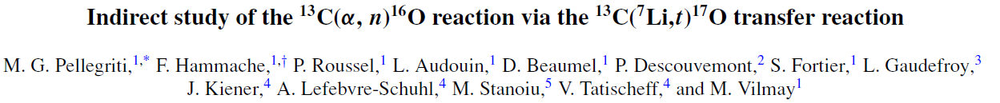 Indirect study of the ¹³C(α, n)¹⁶O reaction via the ¹³C(⁷Li,t)¹⁷O transfer reaction
M. G. Pellegriti,¹,* F. Hammache,¹,† P. Roussel,¹ L. Audouin,¹ D. Beaumel,¹ P. Descouvemont,² S. Fortier,¹ L. Gaudefroy,³
J. Kiener,⁴ A. Lefebvre-Schuhl,⁴ M. Stanoiu,⁵ V. Tatischeff,⁴ and M. Vilmay¹